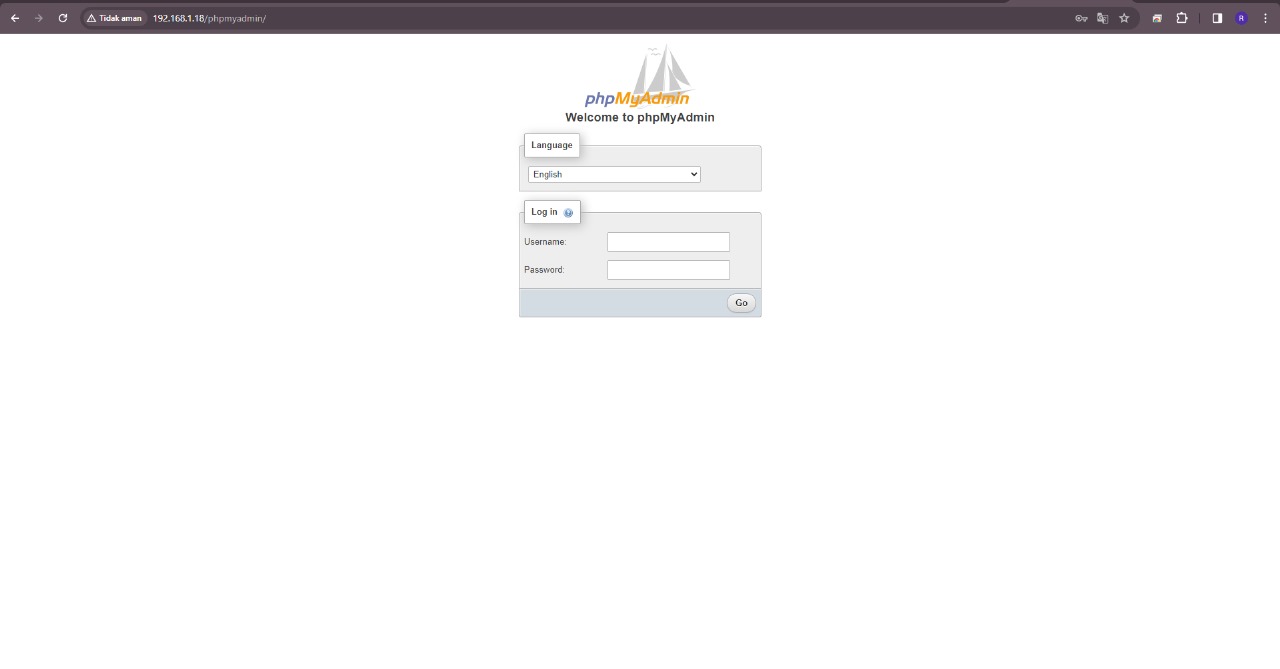 Tidak aman 192.168.1.18/phpmyadmin/
R
phpMyAdmin
Welcome to phpMyAdmin
Language
English
Log in
Username:
Password:
Go